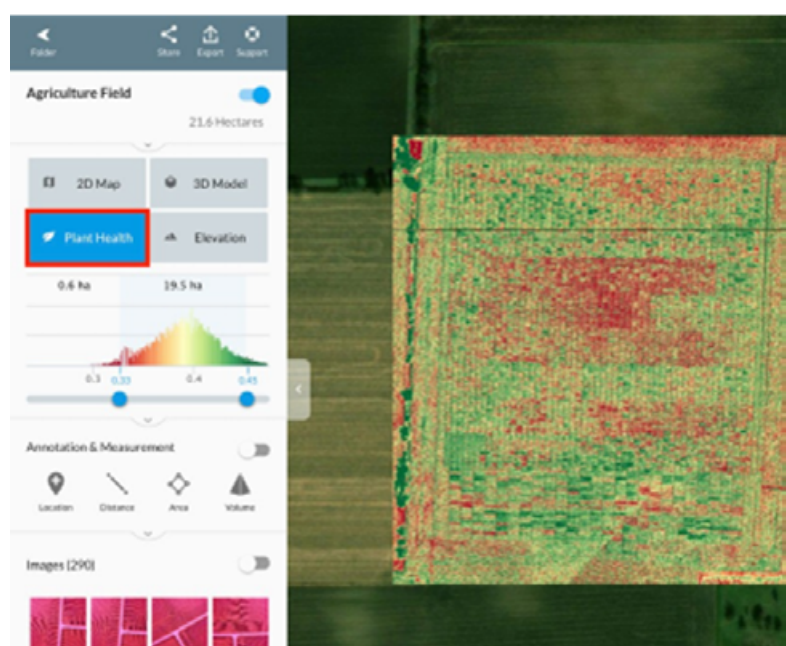 Folder Share Export Support
Agriculture Field
21.6 Hectares
2D Map 3D Model
Plant Health Elevation
0.6 ha 19.5 ha
0.3 0.33 0.4 0.45
Annotation & Measurement
Location Distance Area Volume
Images (290)